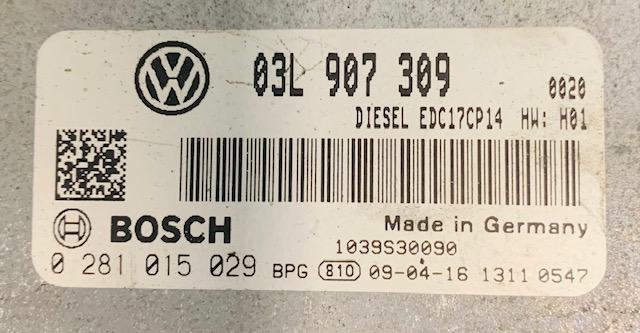 VW
03L 907 309 0020
DIESEL EDC17CP14 HW: H01
BOSCH Made in Germany
1039S30090
0 281 015 029 BPG 810 09-04-16 1311 0547